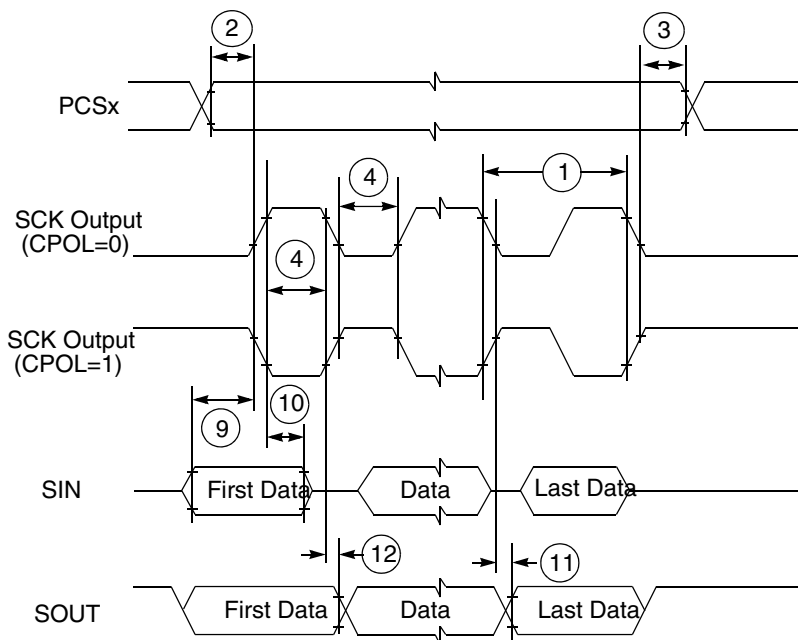 2
3
PCSx
4
1
SCK Output
(CPOL=0)
4
SCK Output
(CPOL=1)
9
10
SIN
First Data
Data
Last Data
12
11
SOUT
First Data
Data
Last Data